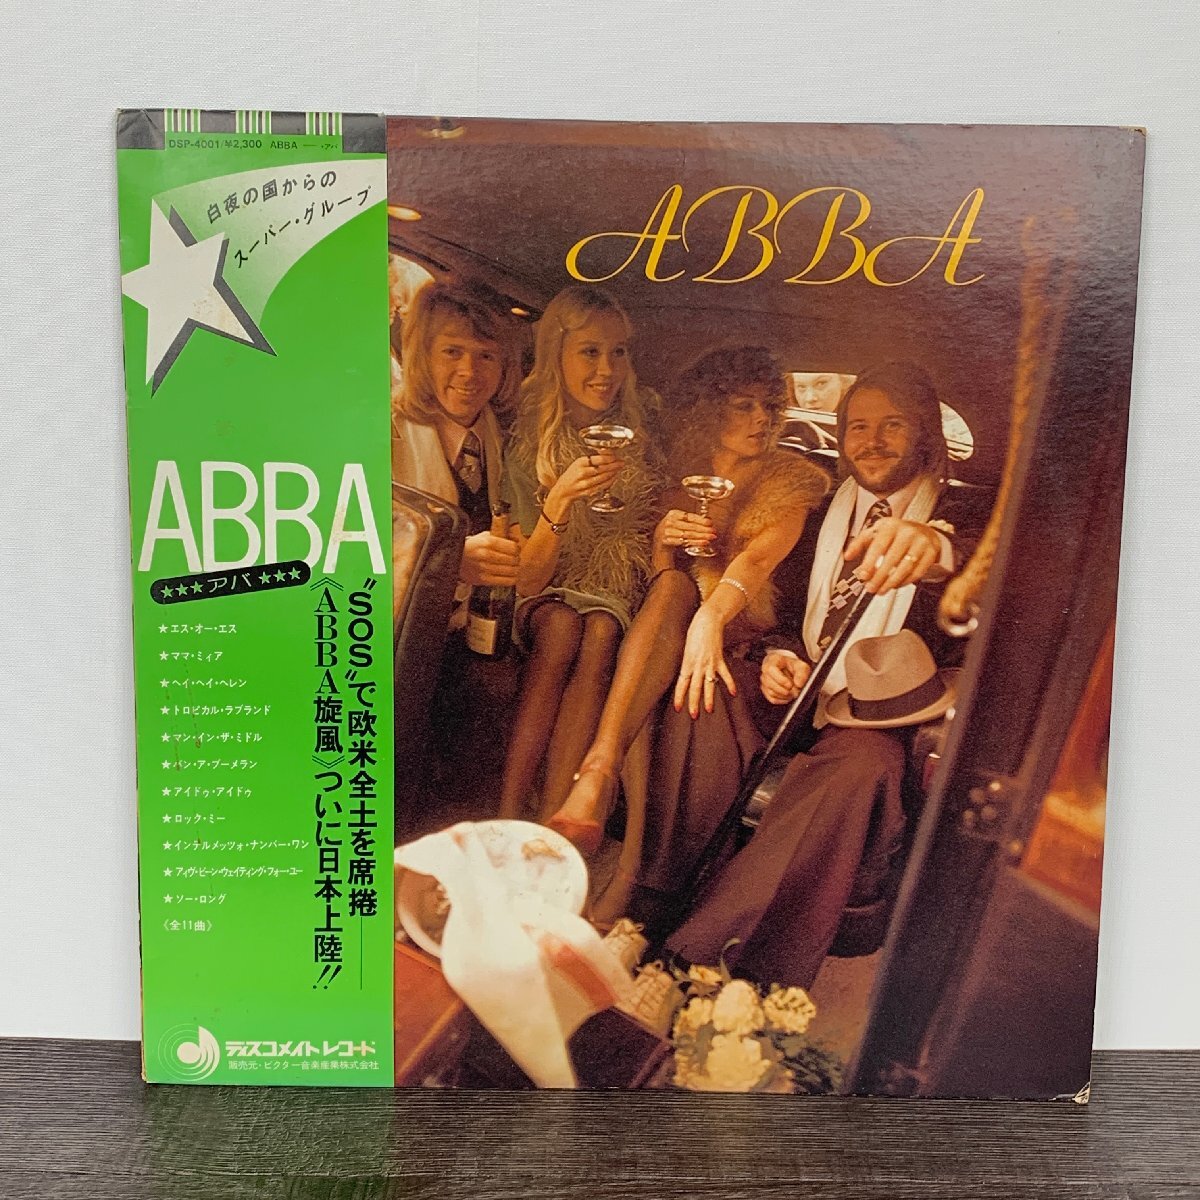 DSP-4001/¥2,300 ABBA──・アバ
白夜の国からの
スーパー・グループ
ABBA
ABBA
★★★アバ★★★
"SOS"で欧米全土を席捲──
《ABBA旋風》ついに日本上陸!!
★エス・オー・エス
★ママ・ミィア
★ヘイ・ヘイ・ヘレン
★トロピカル・ラブランド
★マン・イン・ザ・ミドル
★バン・ア・ブーメラン
★アイドゥ・アイドゥ
★ロック・ミー
★インテルメッツォ・ナンバー・ワン
★アイヴ・ビーン・ウェイティング・フォー・ユー
★ソー・ロング
《全11曲》
ディスコメイトレコード
販売元・ビクター音楽産業株式会社